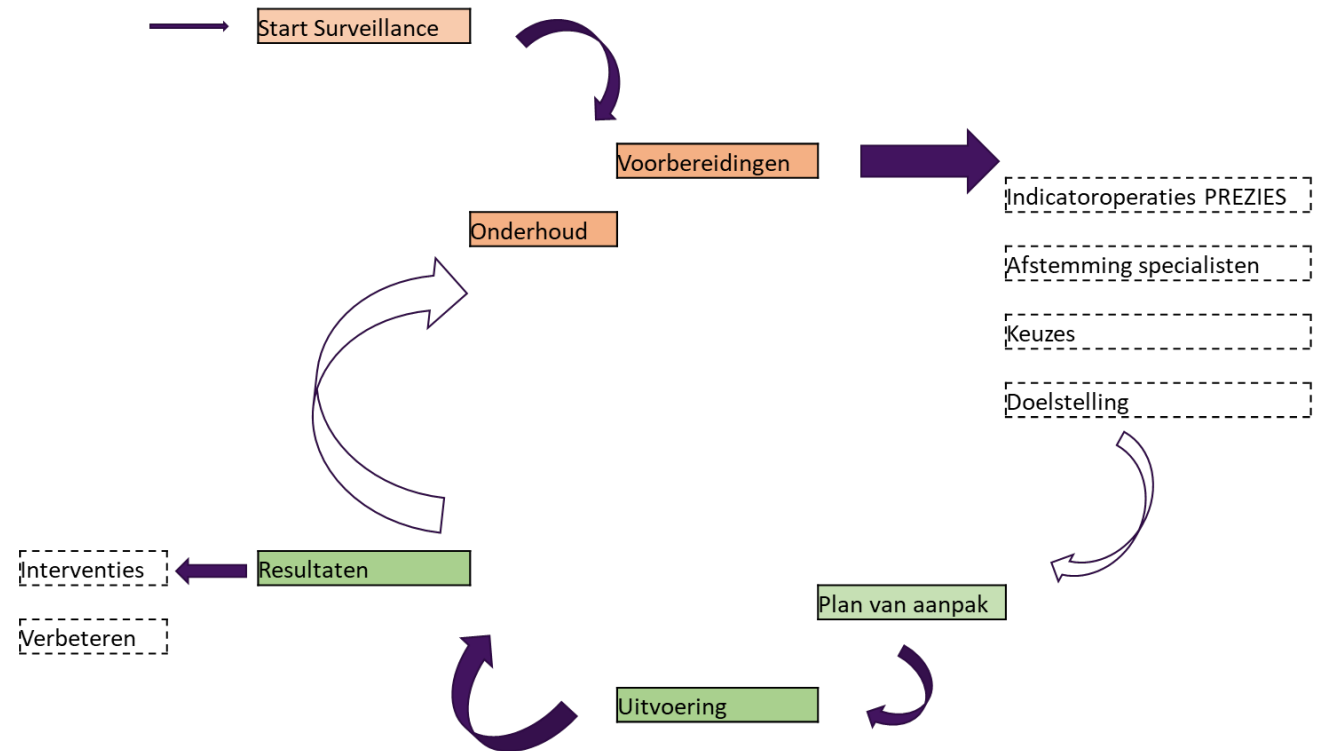 Start Surveillance
Voorbereidingen
Indicatoroperaties PREZIES
Onderhoud
Afstemming specialisten
Keuzes
Doelstelling
Interventies
Resultaten
Plan van aanpak
Verbeteren
Uitvoering